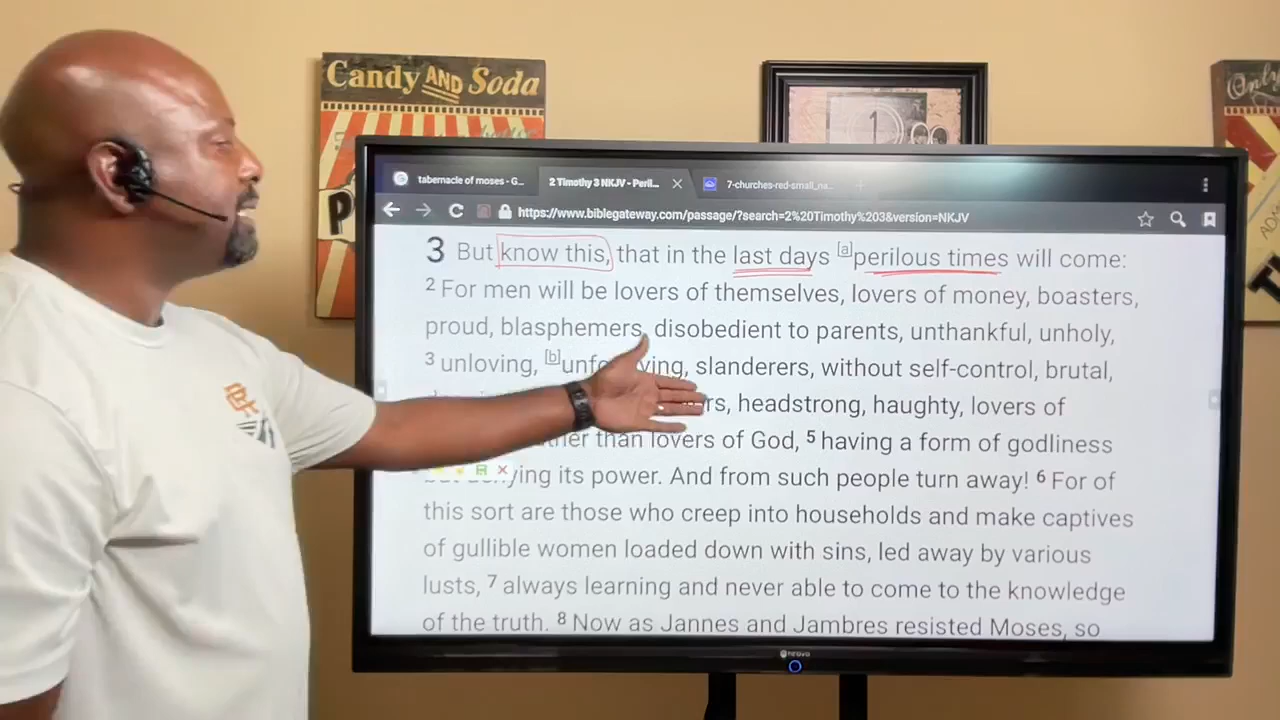 Candy AND Soda
Only
1
tabernacle of moses - G...
2 Timothy 3 NKJV - Peril...
7-churches-red-small_na...
https://www.biblegateway.com/passage/?search=2%20Timothy%203&version=NKJV
3 But know this, that in the last days [a]perilous times will come:
2 For men will be lovers of themselves, lovers of money, boasters,
proud, blasphemers, disobedient to parents, unthankful, unholy,
3 unloving, [b] slanderers, without self-control, brutal,
headstrong, haughty, lovers of
than lovers of God, 5 having a form of godliness
its power. And from such people turn away! 6 For of
this sort are those who creep into households and make captives
of gullible women loaded down with sins, led away by various
lusts, 7 always learning and never able to come to the knowledge
of the truth. 8 Now as Jannes and Jambres resisted Moses, so